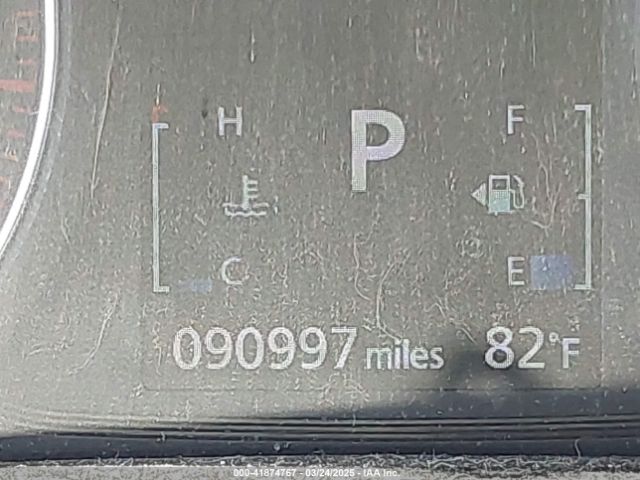 H P F
C E
090997 miles 82°F
000-41874767 - 03/24/2025 - IAA Inc.